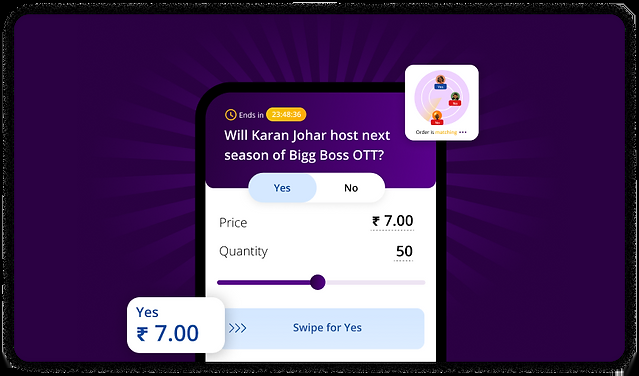 Ends in 23:48:36
Will Karan Johar host next
season of Bigg Boss OTT?
Yes No
Price ₹ 7.00
Quantity 50
>>> Swipe for Yes
Yes
₹ 7.00
Yes
No
No
Order is matching •••